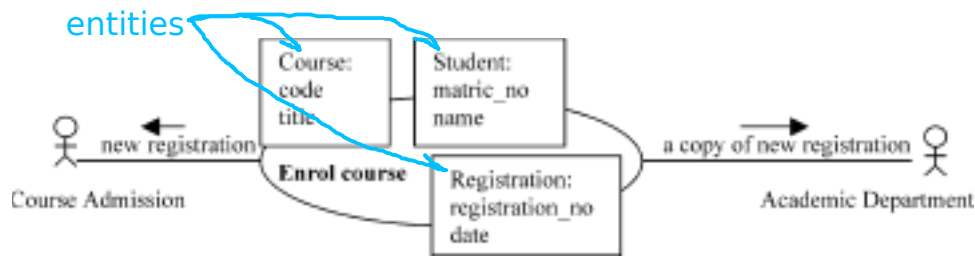 entities
Course:
code
title
Student:
matric_no
name
new registration
Enrol course
a copy of new registration
Course Admission
Registration:
registration_no
date
Academic Department